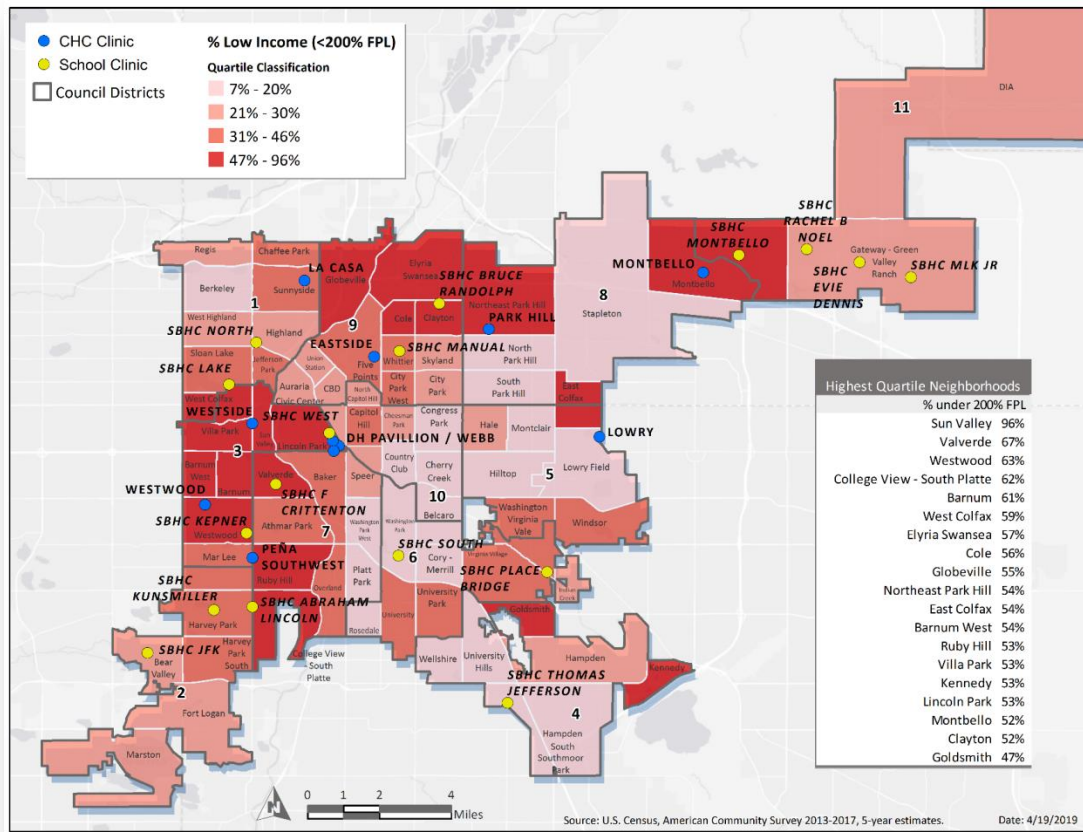 CHC Clinic
School Clinic
Council Districts
% Low Income (<200% FPL)
Quartile Classification
7% - 20%
21% - 30%
31% - 46%
47% - 96%
DIA
11
Regis
Chaffee Park
LA CASA
Globeville
Elyria
Swansea
SBHC BRUCE
RANDOLPH
SBHC
MONTBELLO
SBHC
RACHEL B
NOEL
Gateway - Green
Valley
Ranch
SBHC MLK JR
SBHC
EVIE
DENNIS
MONTBELLO
Montbello
Berkeley
Sunnyside
1
8
Stapleton
Northeast Park Hill
PARK HILL
Cole
Clayton
West Highland
Highland
9
SBHC NORTH
EASTSIDE
SBHC MANUAL
Sloan Lake
Jefferson
Park
Union
Station
Five
Points
Whittier
Skyland
North
Park Hill
SBHC LAKE
Auraria
CBD
North
Capitol Hill
City
Park
West
City
Park
South
Park Hill
East
Colfax
West Colfax
Civic Center
WESTSIDE
SBHC WEST
Capitol
Hill
Cheesman
Park
Congress
Park
Hale
Montclair
LOWRY
Villa Park
Sun
Valley
Lincoln Park
DH PAVILLION / WEBB
3
Country
Club
Lowry Field
Barnum
West
Barnum
Valverde
Baker
Speer
Cherry
Creek
Hilltop
5
WESTWOOD
SBHC F
CRITTENTON
10
Belcaro
Washington
Virginia
Vale
Windsor
SBHC KEPNER
Westwood
Athmar Park
7
Washington
Park
West
Washington
Park
SBHC SOUTH
6
Cory -
Merrill
Virginia Village
Mar Lee
PEÑA
SOUTHWEST
Ruby Hill
Platt
Park
SBHC PLACE
BRIDGE
Indian
Creek
SBHC
KUNSMILLER
SBHC ABRAHAM
LINCOLN
Overland
University
Park
Harvey Park
Rosedale
University
Goldsmith
SBHC JFK
Bear
Valley
Harvey
Park
South
College View
- South
Platte
Wellshire
University
Hills
Hampden
Kennedy
SBHC THOMAS
JEFFERSON
2
Fort Logan
4
Marston
Hampden
South
Southmoor
Park
Highest Quartile Neighborhoods
% under 200% FPL
Sun Valley 96%
Valverde 67%
Westwood 63%
College View - South Platte 62%
Barnum 61%
West Colfax 59%
Elyria Swansea 57%
Cole 56%
Globeville 55%
Northeast Park Hill 54%
East Colfax 54%
Barnum West 54%
Ruby Hill 53%
Villa Park 53%
Kennedy 53%
Lincoln Park 53%
Montbello 52%
Clayton 52%
Goldsmith 47%
N
0 1 2 4
Miles
Source: U.S. Census, American Community Survey 2013-2017, 5-year estimates.
Date: 4/19/2019